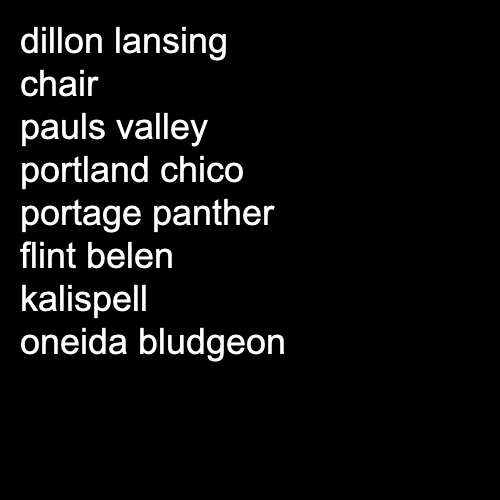 dillon lansing
chair
pauls valley
portland chico
portage panther
flint belen
kalispell
oneida bludgeon